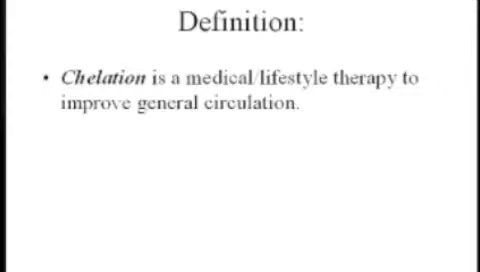 Definition:
• Chelation is a medical/lifestyle therapy to
improve general circulation.